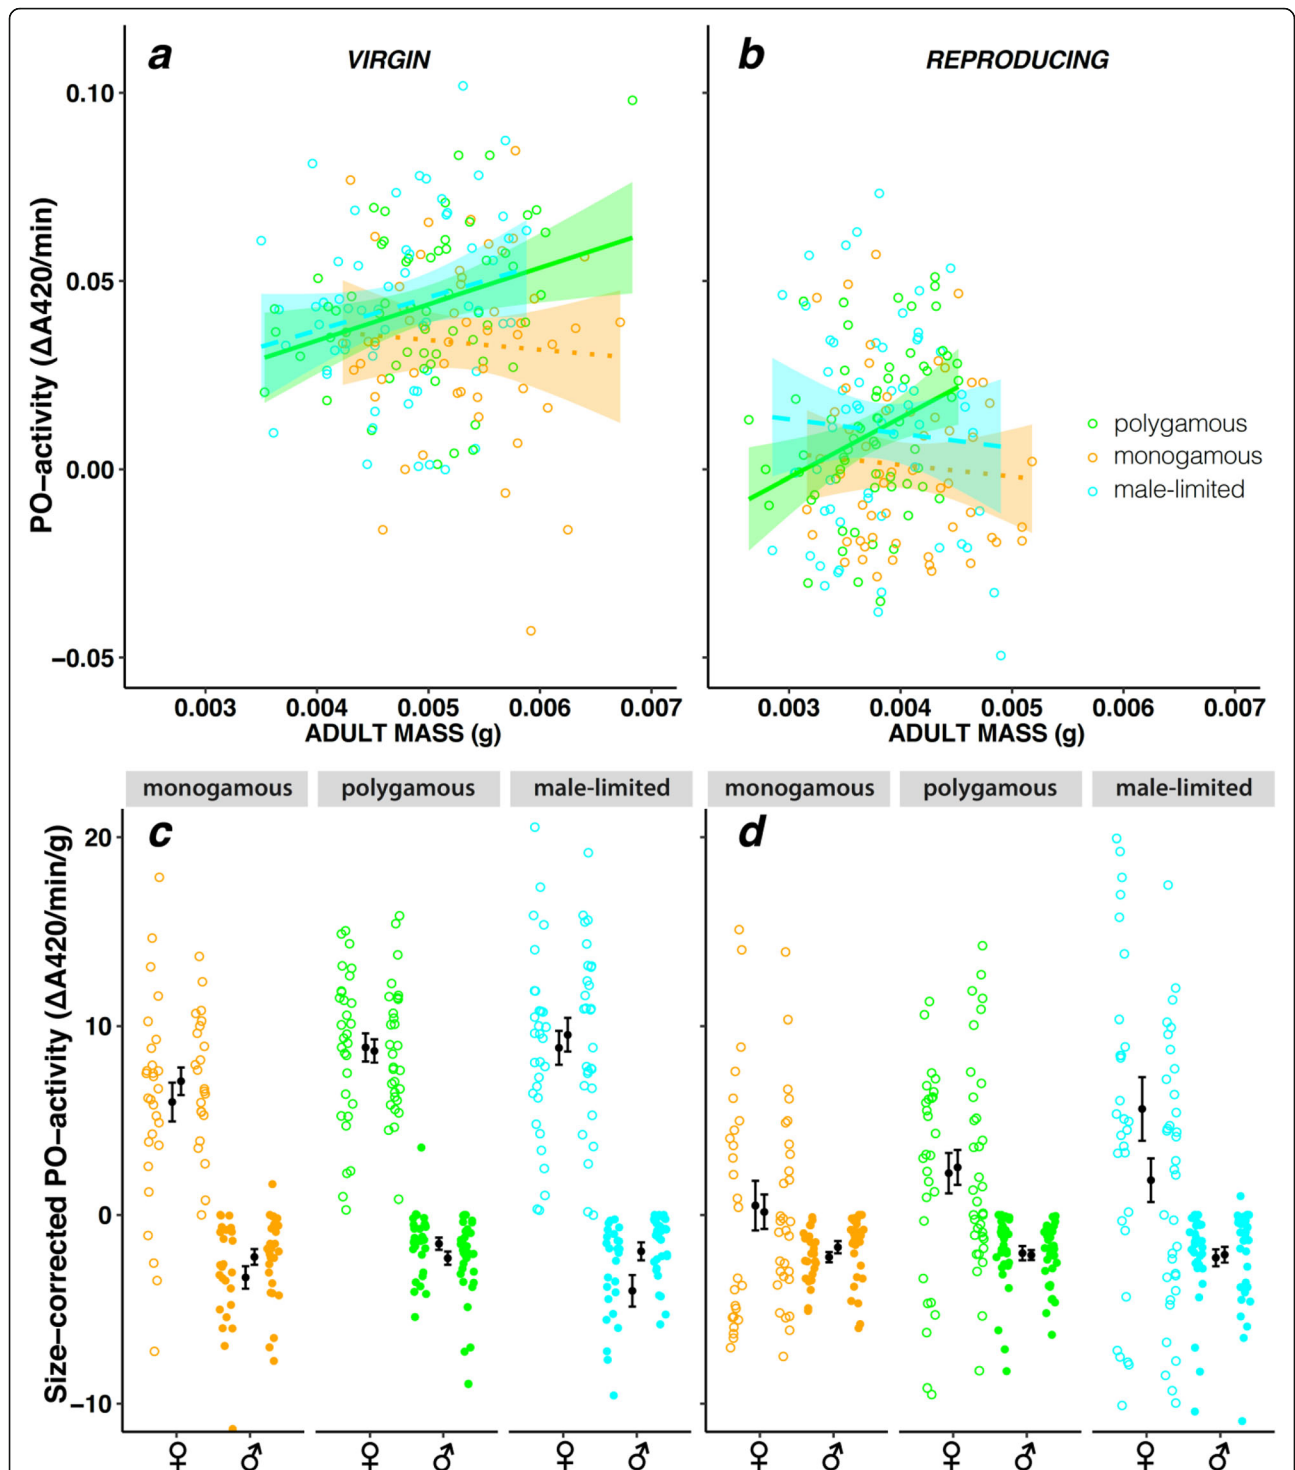 a VIRGIN
b REPRODUCING
PO−activity (ΔA420/min)
0.10
0.05
0.00
−0.05
polygamous
monogamous
male-limited
0.003 0.004 0.005 0.006 0.007
0.003 0.004 0.005 0.006 0.007
ADULT MASS (g)
ADULT MASS (g)
monogamous polygamous male-limited
monogamous polygamous male-limited
c
d
Size−corrected PO−activity (ΔA420/min/g)
20
10
0
−10
♀ ♂ ♀ ♂ ♀ ♂
♀ ♂ ♀ ♂ ♀ ♂